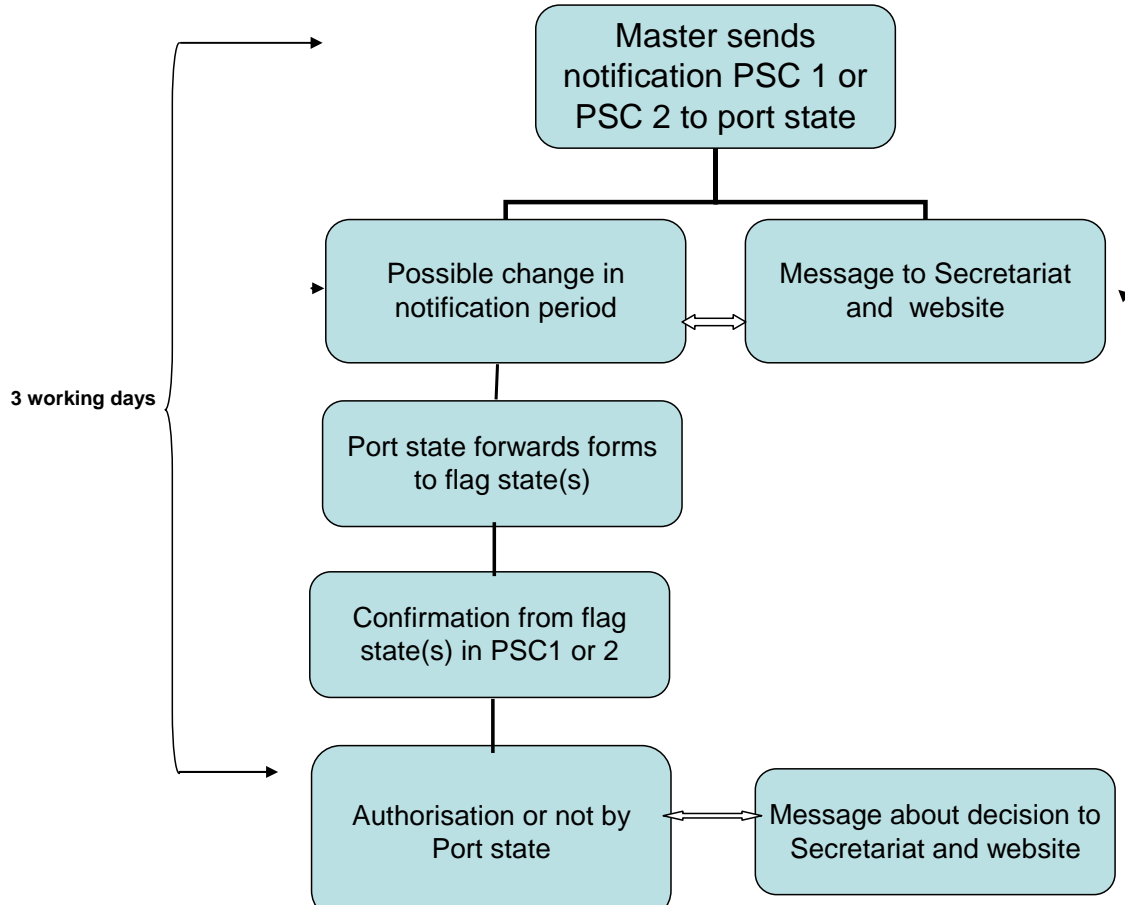 Master sends
notification PSC 1 or
PSC 2 to port state
Possible change in
notification period
Message to Secretariat
and website
3 working days
Port state forwards forms
to flag state(s)
Confirmation from flag
state(s) in PSC1 or 2
Authorisation or not by
Port state
Message about decision to
Secretariat and website